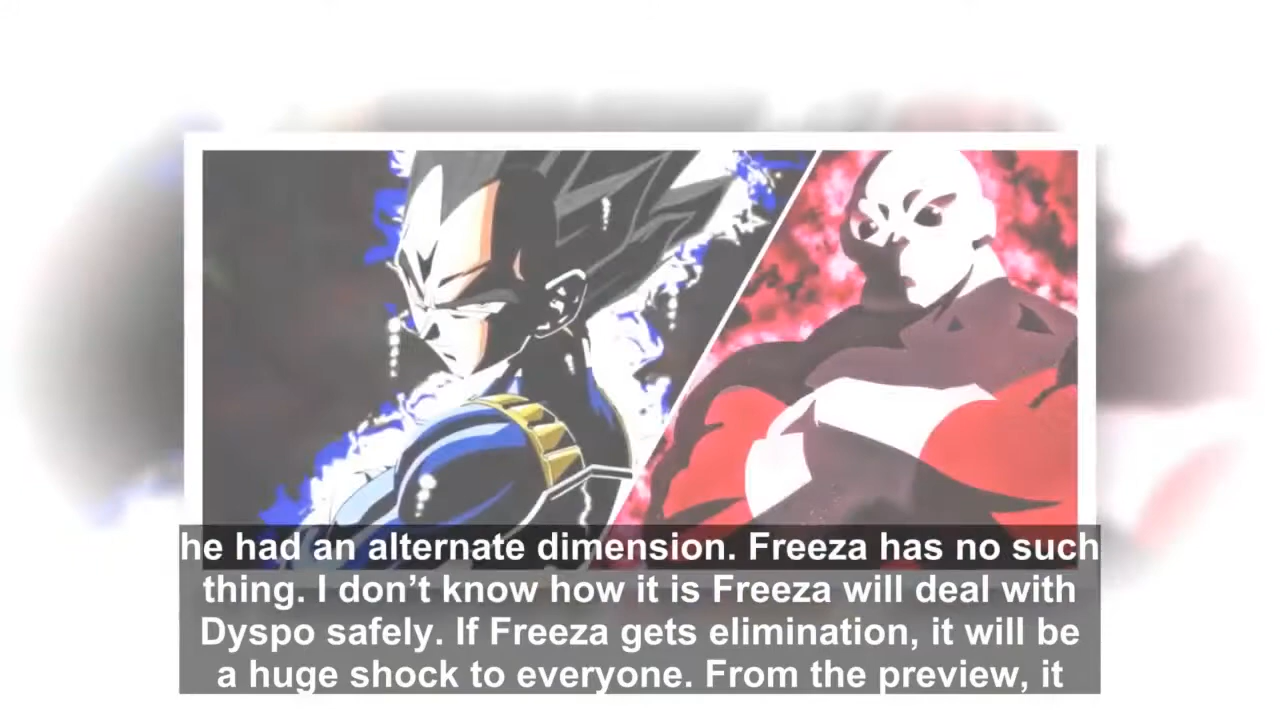 he had an alternate dimension. Freeza has no such
thing. I don’t know how it is Freeza will deal with
Dyspo safely. If Freeza gets elimination, it will be
a huge shock to everyone. From the preview, it